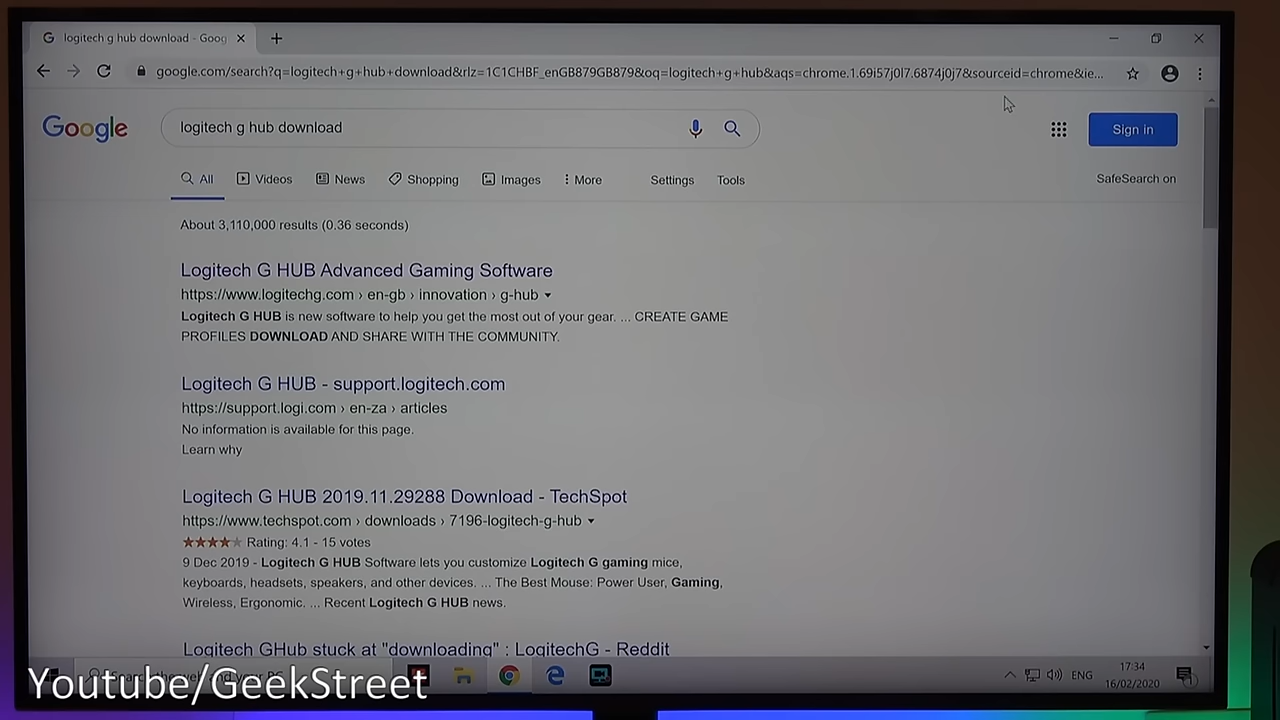 logitech g hub download - Goog
google.com/search?q=logitech+g+hub+download&rlz=1C1CHBF_enGB879GB879&oq=logitech+g+hub&aqs=chrome.1.69i57j0l7.6874j0j7&sourceid=chrome&ie...
Google
logitech g hub download
Sign in
All Videos News Shopping Images More Settings Tools
SafeSearch on
About 3,110,000 results (0.36 seconds)
Logitech G HUB Advanced Gaming Software
https://www.logitechg.com › en-gb › innovation › g-hub
Logitech G HUB is new software to help you get the most out of your gear. ... CREATE GAME
PROFILES DOWNLOAD AND SHARE WITH THE COMMUNITY.
Logitech G HUB - support.logitech.com
https://support.logi.com › en-za › articles
No information is available for this page.
Learn why
Logitech G HUB 2019.11.29288 Download - TechSpot
https://www.techspot.com › downloads › 7196-logitech-g-hub
Rating: 4.1 - 15 votes
9 Dec 2019 - Logitech G HUB Software lets you customize Logitech G gaming mice,
keyboards, headsets, speakers, and other devices. ... The Best Mouse: Power User, Gaming,
Wireless, Ergonomic. ... Recent Logitech G HUB news.
Logitech GHub stuck at "downloading" : LogitechG - Reddit
Youtube/GeekStreet
ENG
17:34
16/02/2020